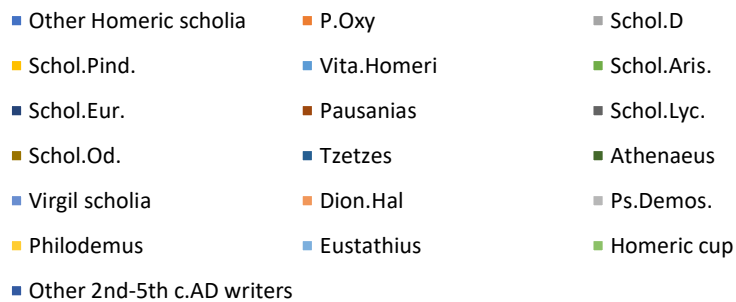 Other Homeric scholia P.Oxy Schol.D
Schol.Pind. Vita.Homeri Schol.Aris.
Schol.Eur. Pausanias Schol.Lyc.
Schol.Od. Tzetzes Athenaeus
Virgil scholia Dion.Hal Ps.Demos.
Philodemus Eustathius Homeric cup
Other 2nd-5th c.AD writers